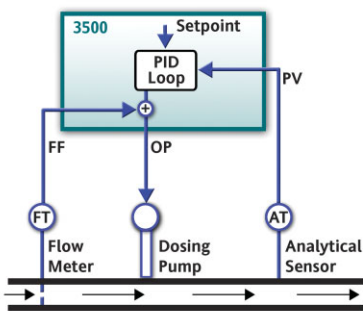 3500
Setpoint
PID
Loop
PV
+
FF
OP
FT
AT
Flow
Meter
Dosing
Pump
Analytical
Sensor